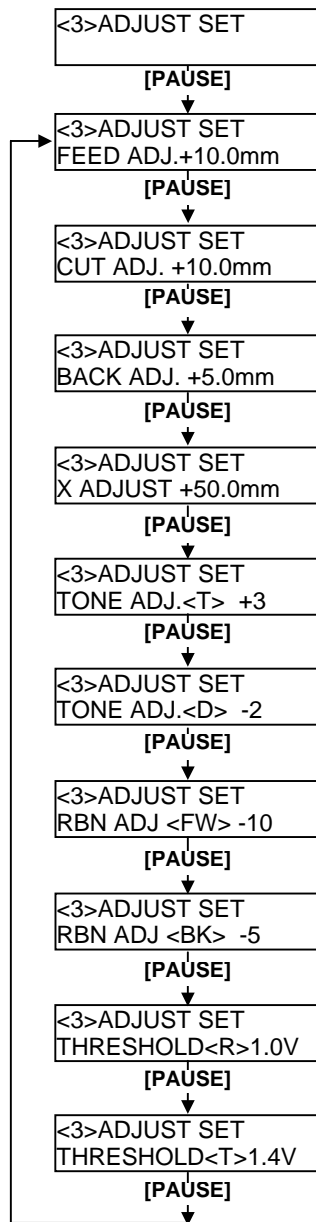 <3>ADJUST SET
[PAUSE]
<3>ADJUST SET
FEED ADJ.+10.0mm
[PAUSE]
<3>ADJUST SET
CUT ADJ. +10.0mm
[PAUSE]
<3>ADJUST SET
BACK ADJ. +5.0mm
[PAUSE]
<3>ADJUST SET
X ADJUST +50.0mm
[PAUSE]
<3>ADJUST SET
TONE ADJ.<T> +3
[PAUSE]
<3>ADJUST SET
TONE ADJ.<D> -2
[PAUSE]
<3>ADJUST SET
RBN ADJ <FW> -10
[PAUSE]
<3>ADJUST SET
RBN ADJ <BK> -5
[PAUSE]
<3>ADJUST SET
THRESHOLD<R>1.0V
[PAUSE]
<3>ADJUST SET
THRESHOLD<T>1.4V
[PAUSE]